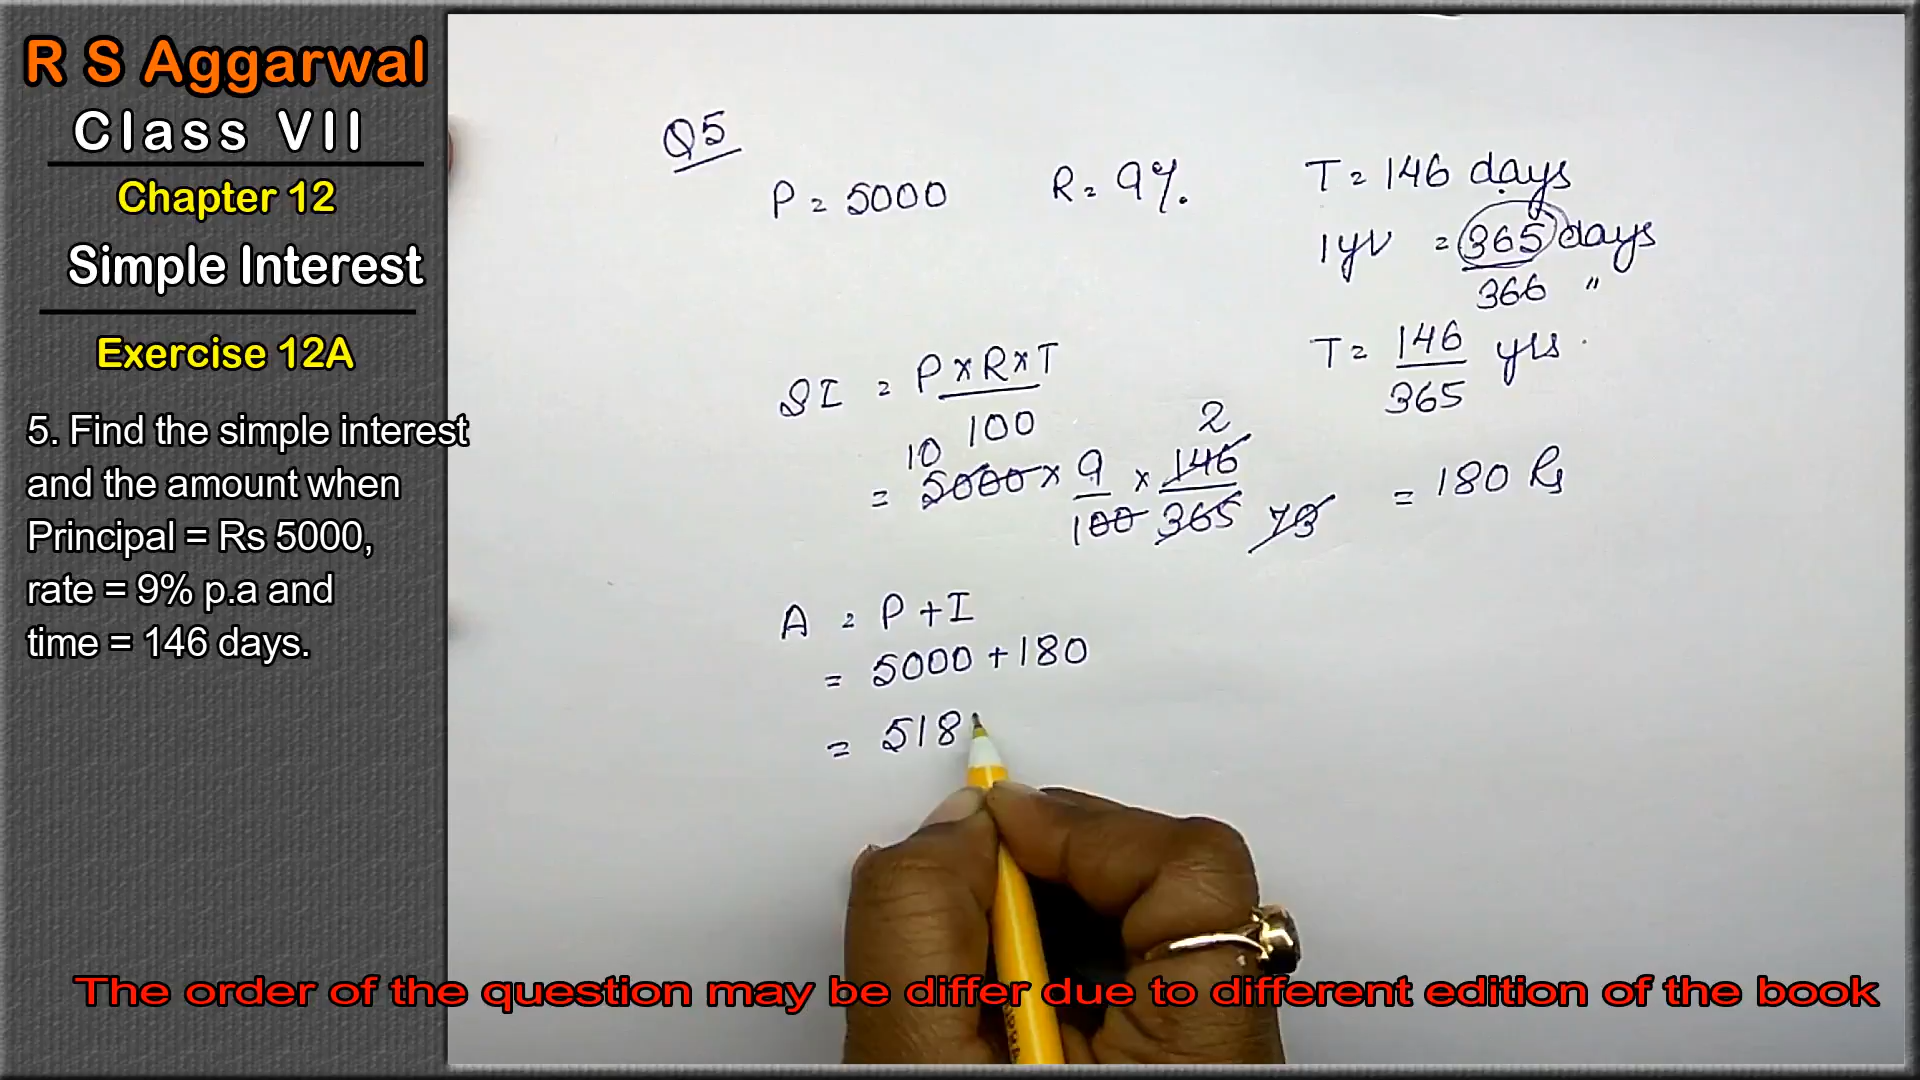 R S Aggarwal
Class VII
Chapter 12
Simple Interest
Exercise 12A
5. Find the simple interest
and the amount when
Principal = Rs 5000,
rate = 9% p.a and
time = 146 days.
Q5
P = 5000 R = 9%. T = 146 days
1 yr = 365 days
366 "
T = 146/365 yrs.
SI = P × R × T / 100
= 5000 × 9/100 × 146/365 = 180 Rs
10 2 73
A = P + I
= 5000 + 180
= 518
The order of the question may be differ due to different edition of the book